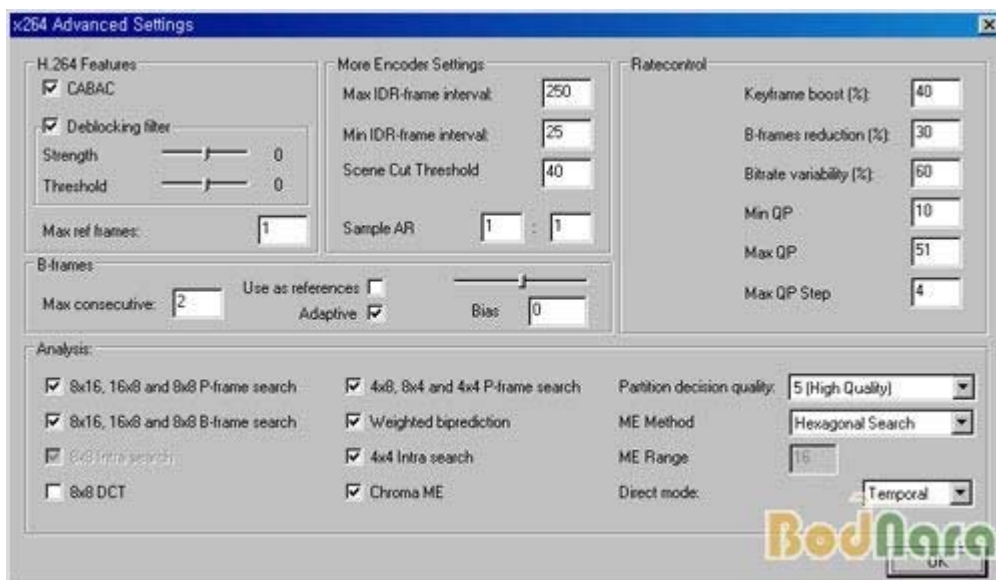 x264 Advanced Settings
H.264 Features
CABAC
Deblocking filter
Strength 0
Threshold 0
Max ref frames: 1
More Encoder Settings
Max IDR-frame interval: 250
Min IDR-frame interval: 25
Scene Cut Threshold 40
Sample AR 1 : 1
Ratecontrol
Keyframe boost (%): 40
B-frames reduction (%): 30
Bitrate variability (%): 60
Min QP 10
Max QP 51
Max QP Step 4
B-frames
Max consecutive: 2
Use as references
Adaptive
Bias 0
Analysis:
8x16, 16x8 and 8x8 P-frame search
8x16, 16x8 and 8x8 B-frame search
8x8 Intra search
8x8 DCT
4x8, 8x4 and 4x4 P-frame search
Weighted biprediction
4x4 Intra search
Chroma ME
Partition decision quality: 5 (High Quality)
ME Method Hexagonal Search
ME Range 16
Direct mode: Temporal
BodNara
OK